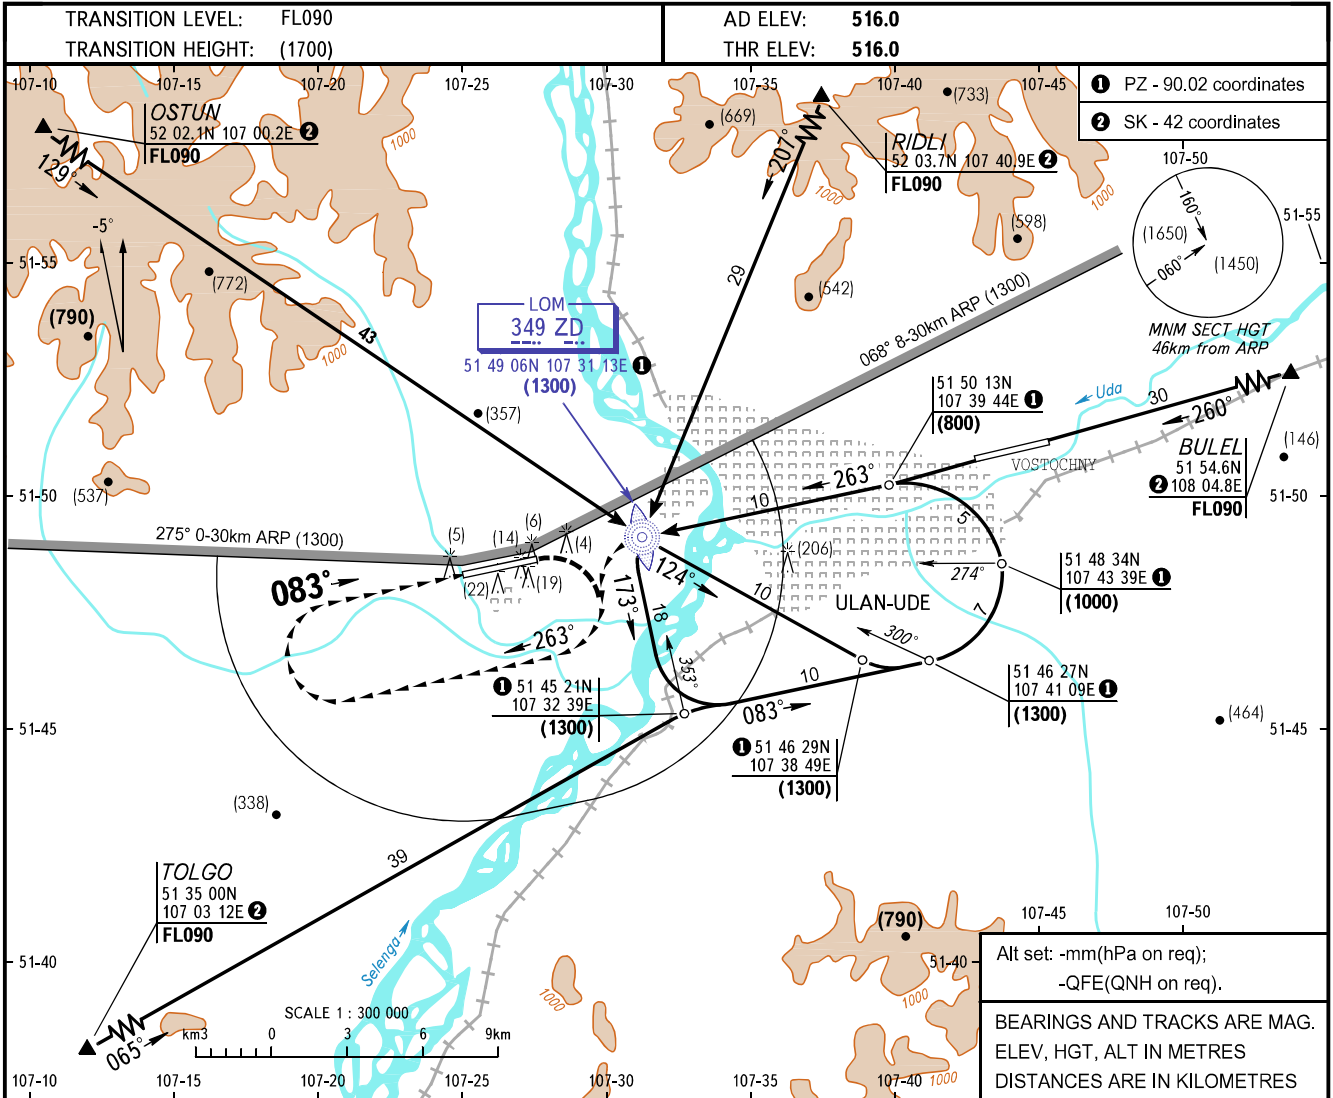 TRANSITION LEVEL: FL090
TRANSITION HEIGHT: (1700)
AD ELEV: 516.0
THR ELEV: 516.0
107-10
107-15
107-20
107-25
107-30
107-35
107-40
107-45
❶ PZ - 90.02 coordinates
❷ SK - 42 coordinates
107-50
OSTUN
52 02.1N 107 00.2E ❷
FL090
129°
-5°
1000
(669)
(733)
207°
RIDLI
52 03.7N 107 40.9E ❷
FL090
1000
1000
(598)
(542)
160°
(1650)
060°
(1450)
51-55
MNM SECT HGT
46km from ARP
51-55
(772)
(790)
1000
43
29
LOM
349 ZD
51 49 06N 107 31 13E ❶
(1300)
068° 8-30km ARP (1300)
(357)
51 50 13N
107 39 44E ❶
(800)
Uda
30
260°
(146)
BULEL
51 54.6N
❷ 108 04.8E
FL090
VOSTOCHNY
(537)
51-50
51-50
263°
10
5
275° 0-30km ARP (1300)
(5)
(14)
(6)
(4)
(22)
(19)
(206)
083°
263°
173°
18
124°
10
274°
51 48 34N
107 43 39E ❶
(1000)
7
ULAN-UDE
300°
353°
❶ 51 45 21N
107 32 39E
(1300)
10
083°
51 46 27N
107 41 09E ❶
(1300)
❶ 51 46 29N
107 38 49E
(1300)
(464)
51-45
51-45
(338)
39
TOLGO
51 35 00N
107 03 12E ❷
FL090
065°
Selenga
(790)
107-45
107-50
51-40
51-40
1000
1000
1000
SCALE 1 : 300 000
km3 0 3 6 9km
Alt set: -mm(hPa on req);
-QFE(QNH on req).
BEARINGS AND TRACKS ARE MAG.
ELEV, HGT, ALT IN METRES
DISTANCES ARE IN KILOMETRES
107-10
107-15
107-20
107-25
107-30
107-35
107-40